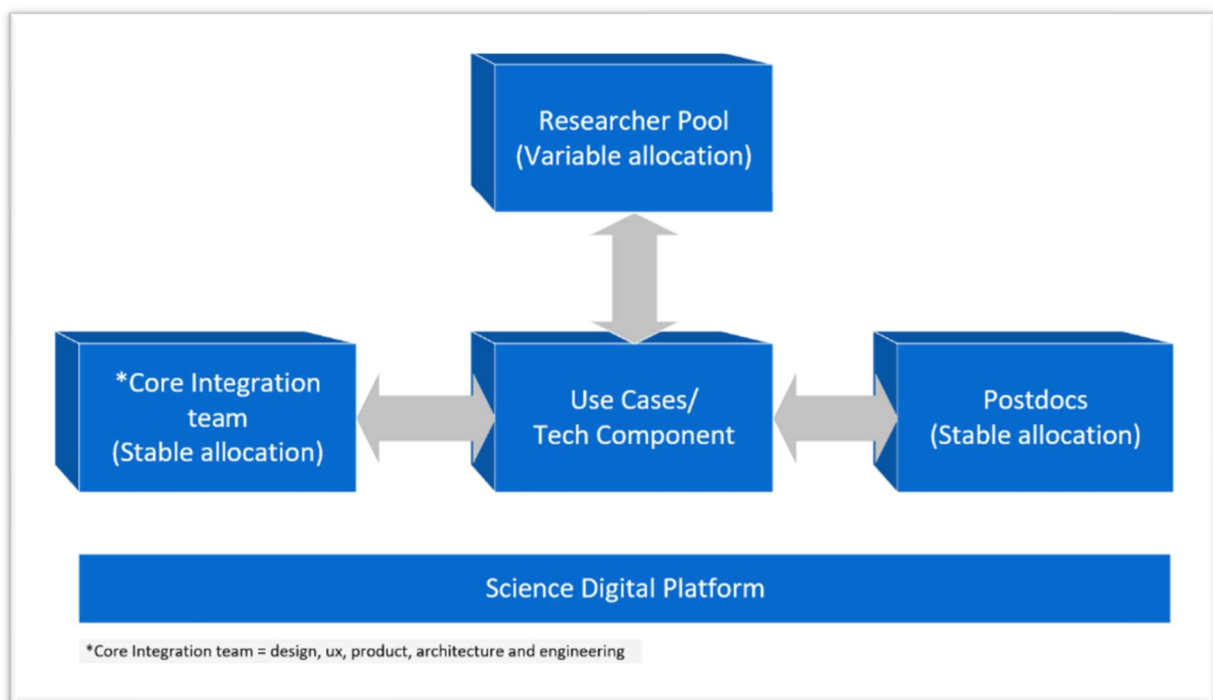 Researcher Pool
(Variable allocation)
*Core Integration
team
(Stable allocation)
Use Cases/
Tech Component
Postdocs
(Stable allocation)
Science Digital Platform
*Core Integration team = design, ux, product, architecture and engineering